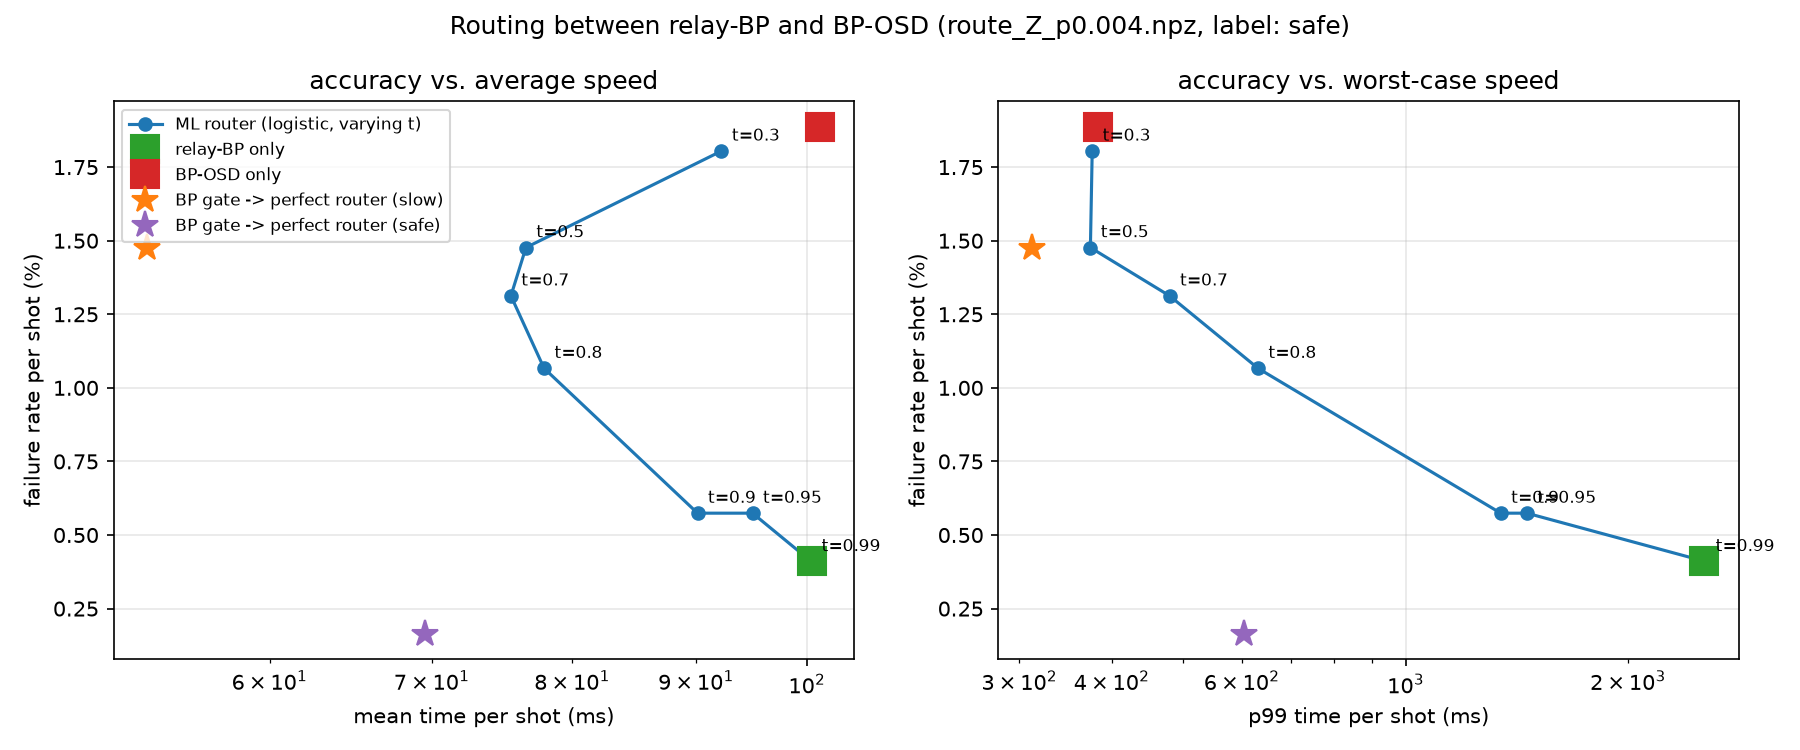 Routing between relay-BP and BP-OSD (route_Z_p0.004.npz, label: safe)
accuracy vs. average speed
ML router (logistic, varying t)
relay-BP only
BP-OSD only
BP gate -> perfect router (slow)
BP gate -> perfect router (safe)
t=0.3
t=0.5
t=0.7
t=0.8
t=0.9
t=0.95
t=0.99
1.75
1.50
1.25
1.00
0.75
0.50
0.25
failure rate per shot (%)
6 × 10¹
7 × 10¹
8 × 10¹
9 × 10¹
10²
mean time per shot (ms)
accuracy vs. worst-case speed
t=0.3
t=0.5
t=0.7
t=0.8
t=0.9
t=0.95
t=0.99
1.75
1.50
1.25
1.00
0.75
0.50
0.25
failure rate per shot (%)
3 × 10²
4 × 10²
6 × 10²
10³
2 × 10³
p99 time per shot (ms)